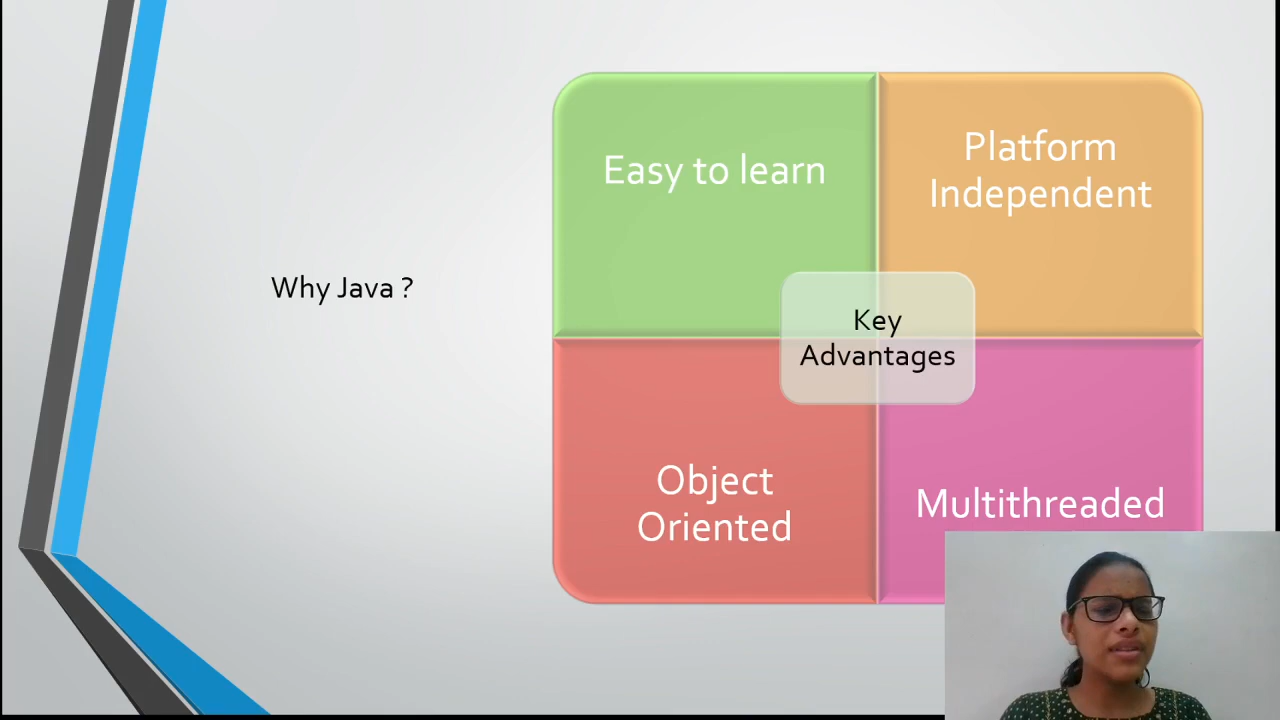 Why Java ?
Easy to learn
Platform
Independent
Key
Advantages
Object
Oriented
Multithreaded